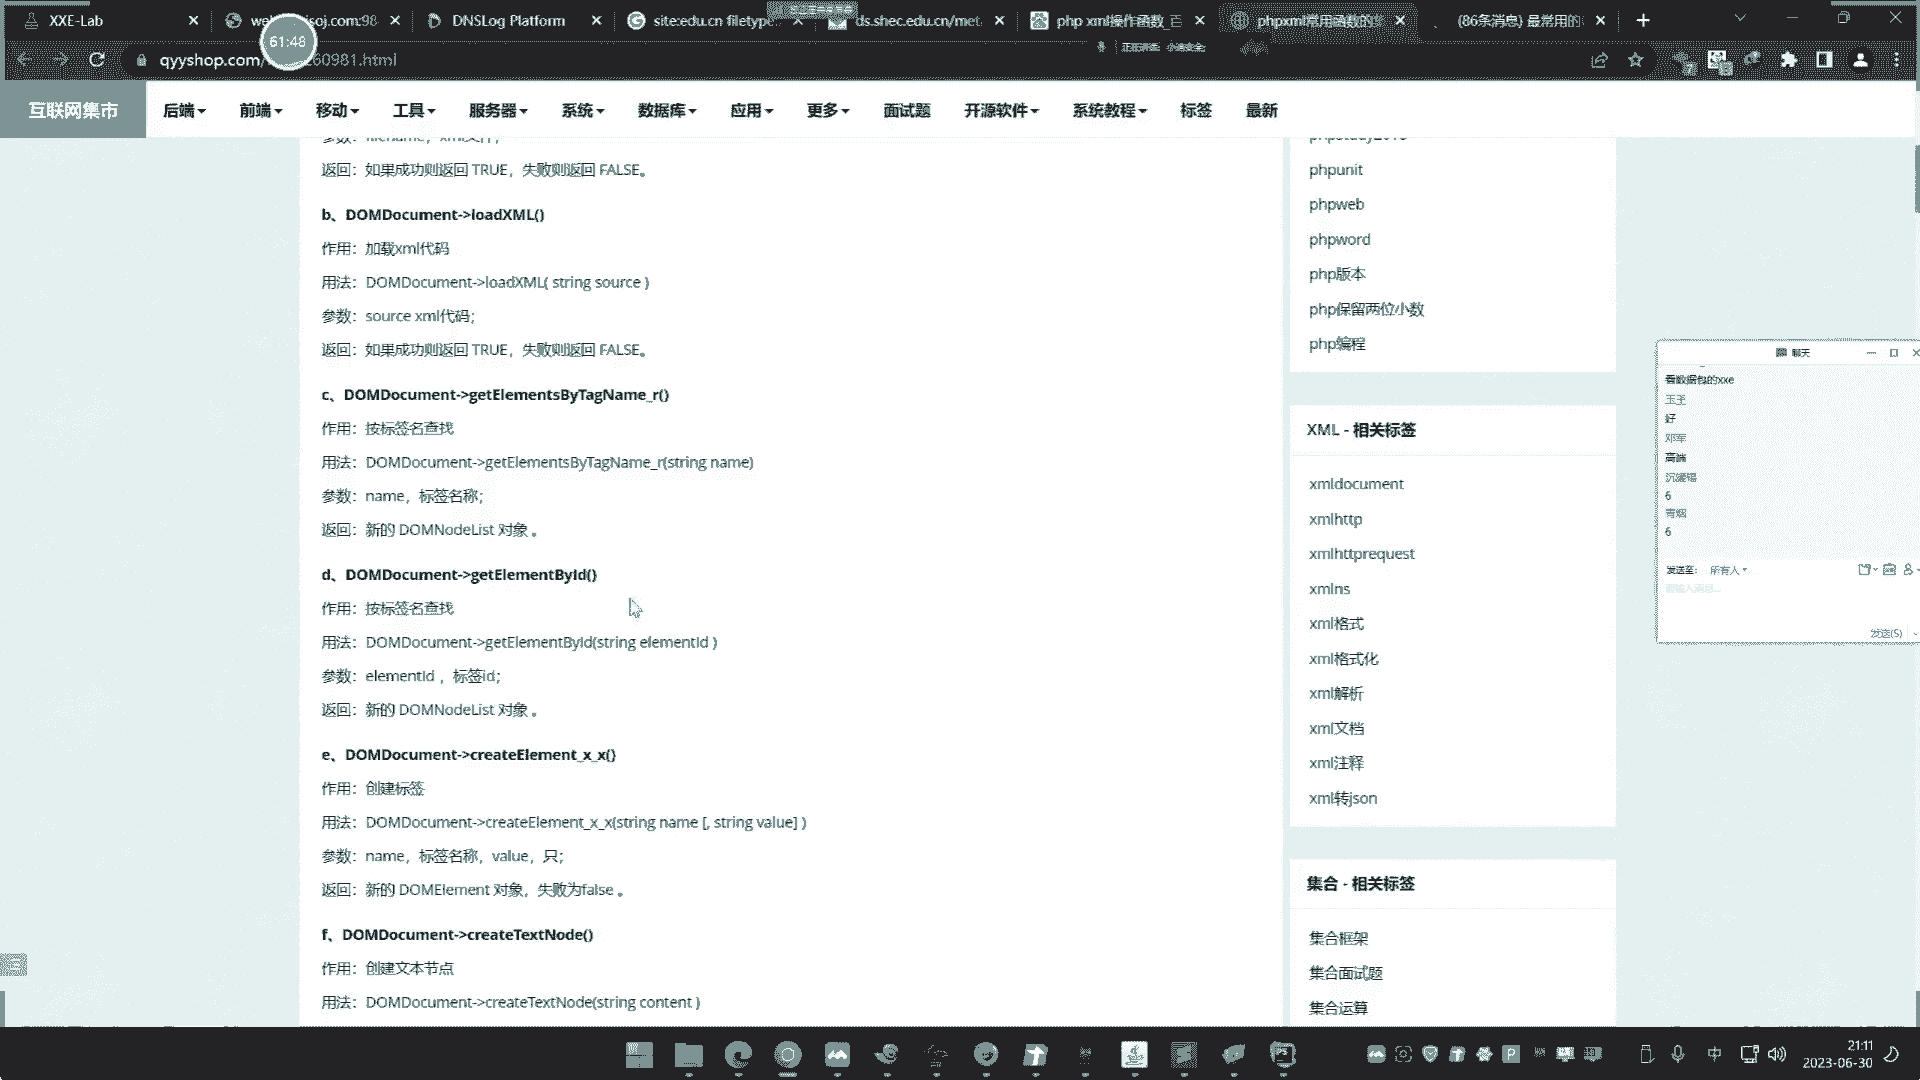 XXE-Lab
DNSLog Platform
site:edu.cn filetype:
ds.shec.edu.cn/met
php xml操作函数_百
phpxml常用函数的
(86条消息) 最常用的
61:48
qyyshop.com/
60981.html
互联网集市
后端
前端
移动
工具
服务器
系统
数据库
应用
更多
面试题
开源软件
系统教程
标签
最新
返回：如果成功则返回 TRUE，失败则返回 FALSE。
b、DOMDocument->loadXML()
作用：加载xml代码
用法：DOMDocument->loadXML( string source )
参数：source xml代码；
返回：如果成功则返回 TRUE，失败则返回 FALSE。
c、DOMDocument->getElementsByTagName_r()
作用：按标签名查找
用法：DOMDocument->getElementsByTagName_r(string name)
参数：name，标签名称；
返回：新的 DOMNodeList 对象 。
d、DOMDocument->getElementById()
作用：按标签名查找
用法：DOMDocument->getElementById(string elementId )
参数：elementId ，标签id；
返回：新的 DOMNodeList 对象 。
e、DOMDocument->createElement_x_x()
作用：创建标签
用法：DOMDocument->createElement_x_x(string name [, string value] )
参数：name，标签名称，value，只；
返回：新的 DOMElement 对象，失败为false 。
f、DOMDocument->createTextNode()
作用：创建文本节点
用法：DOMDocument->createTextNode(string content )
phpunit
phpweb
phpword
php版本
php保留两位小数
php编程
XML - 相关标签
xmldocument
xmlhttp
xmlhttprequest
xmlns
xml格式
xml格式化
xml解析
xml文档
xml注释
xml转json
集合 - 相关标签
集合框架
集合面试题
集合运算
聊天
看数据包的xxe
好
邓军
高端
6
青烟
6
发送至： 所有人
请输入消息...
发送(S)
中
21:11
2023-06-30